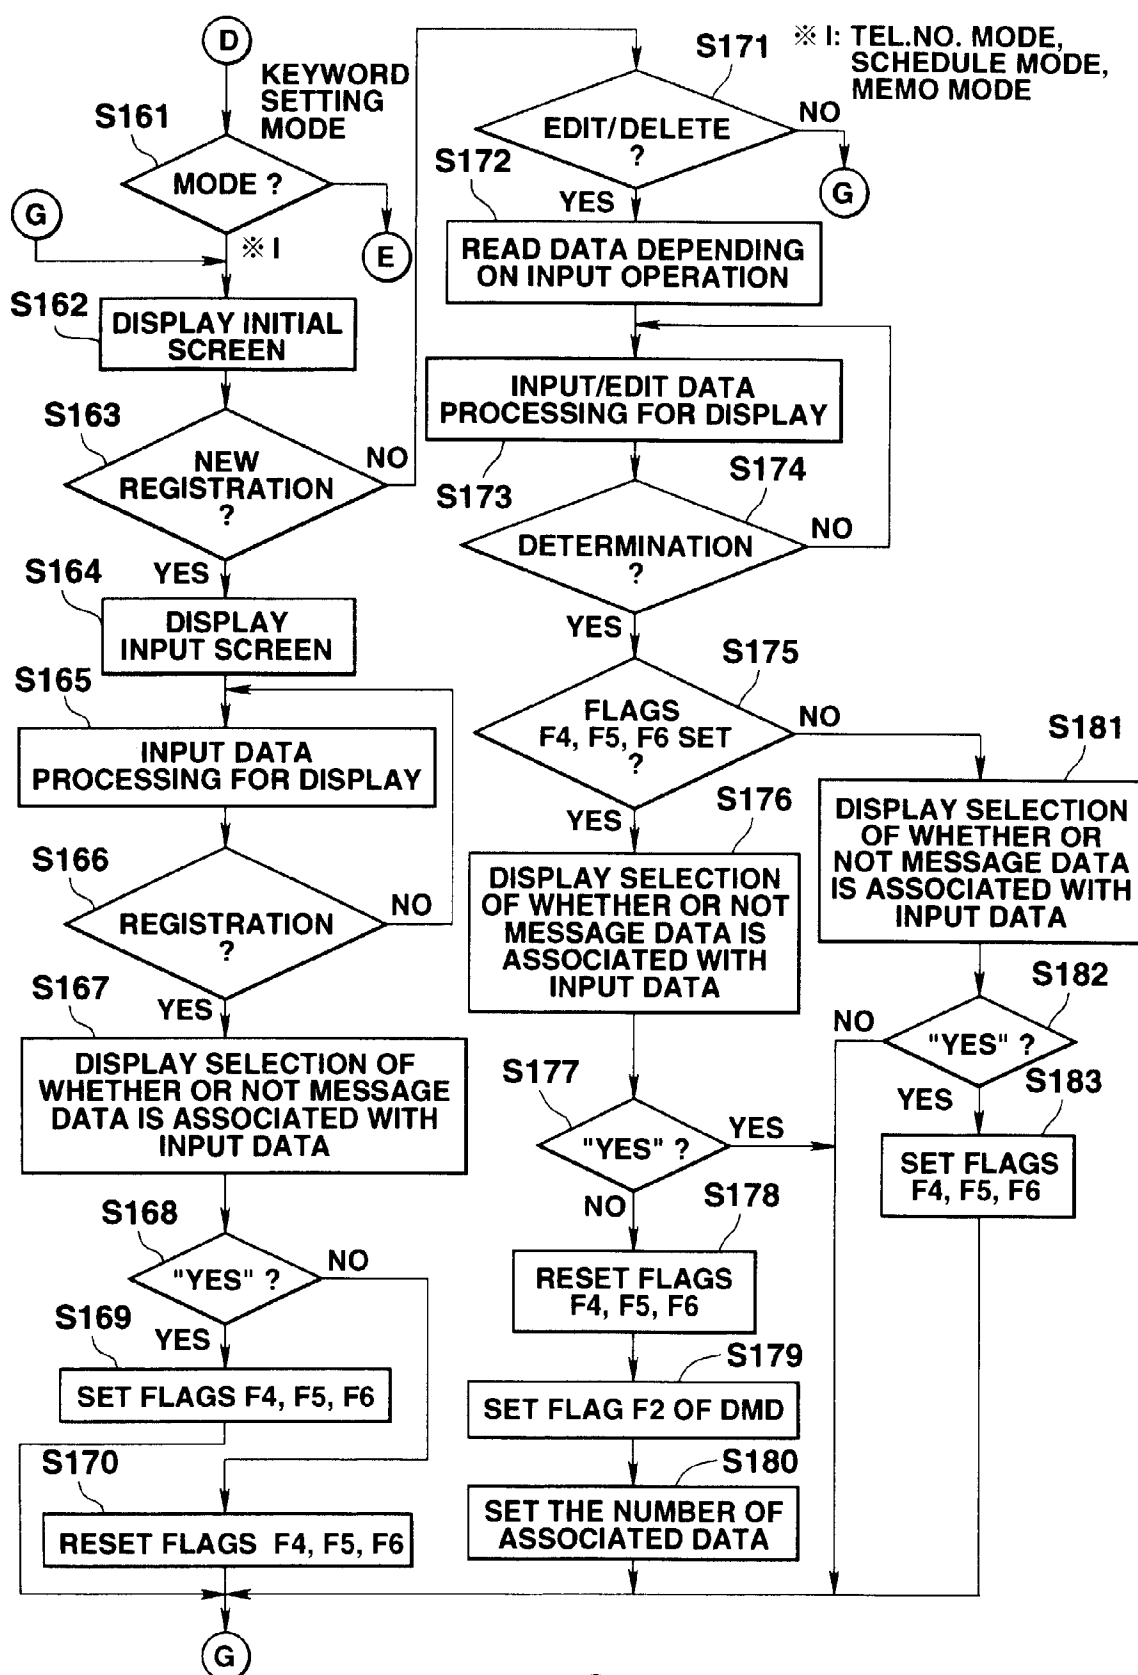 D
KEYWORD
SETTING
MODE
S161
MODE ?
G
E
※ I
S162
DISPLAY INITIAL
SCREEN
S163
NEW
REGISTRATION
?
NO
YES
S164
DISPLAY
INPUT SCREEN
S165
INPUT DATA
PROCESSING FOR DISPLAY
S166
REGISTRATION
?
NO
YES
S167
DISPLAY SELECTION OF
WHETHER OR NOT MESSAGE
DATA IS ASSOCIATED WITH
INPUT DATA
S168
"YES" ?
NO
YES
S169
SET FLAGS F4, F5, F6
S170
RESET FLAGS F4, F5, F6
G
※ I: TEL.NO. MODE,
SCHEDULE MODE,
MEMO MODE
S171
EDIT/DELETE
?
NO
G
YES
S172
READ DATA DEPENDING
ON INPUT OPERATION
INPUT/EDIT DATA
PROCESSING FOR DISPLAY
S173
S174
DETERMINATION
?
NO
YES
S175
FLAGS
F4, F5, F6 SET
?
NO
YES
S176
DISPLAY SELECTION
OF WHETHER OR NOT
MESSAGE DATA IS
ASSOCIATED WITH
INPUT DATA
S177
"YES" ?
YES
NO
S178
RESET FLAGS
F4, F5, F6
S179
SET FLAG F2 OF DMD
S180
SET THE NUMBER OF
ASSOCIATED DATA
S181
DISPLAY SELECTION
OF WHETHER OR
NOT MESSAGE DATA
IS ASSOCIATED WITH
INPUT DATA
S182
"YES" ?
NO
YES
S183
SET FLAGS
F4, F5, F6